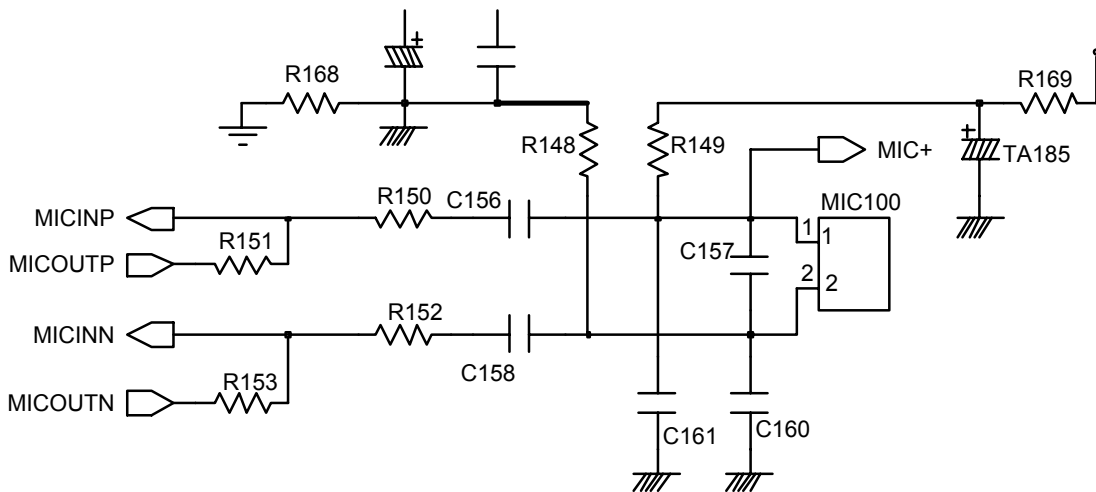 +
R168
R169
R148
R149
MIC+
+
TA185
MICINP
R150
C156
MIC100
R151
1
1
MICOUTP
C157
2
2
R152
MICINN
C158
R153
MICOUTN
C161
C160